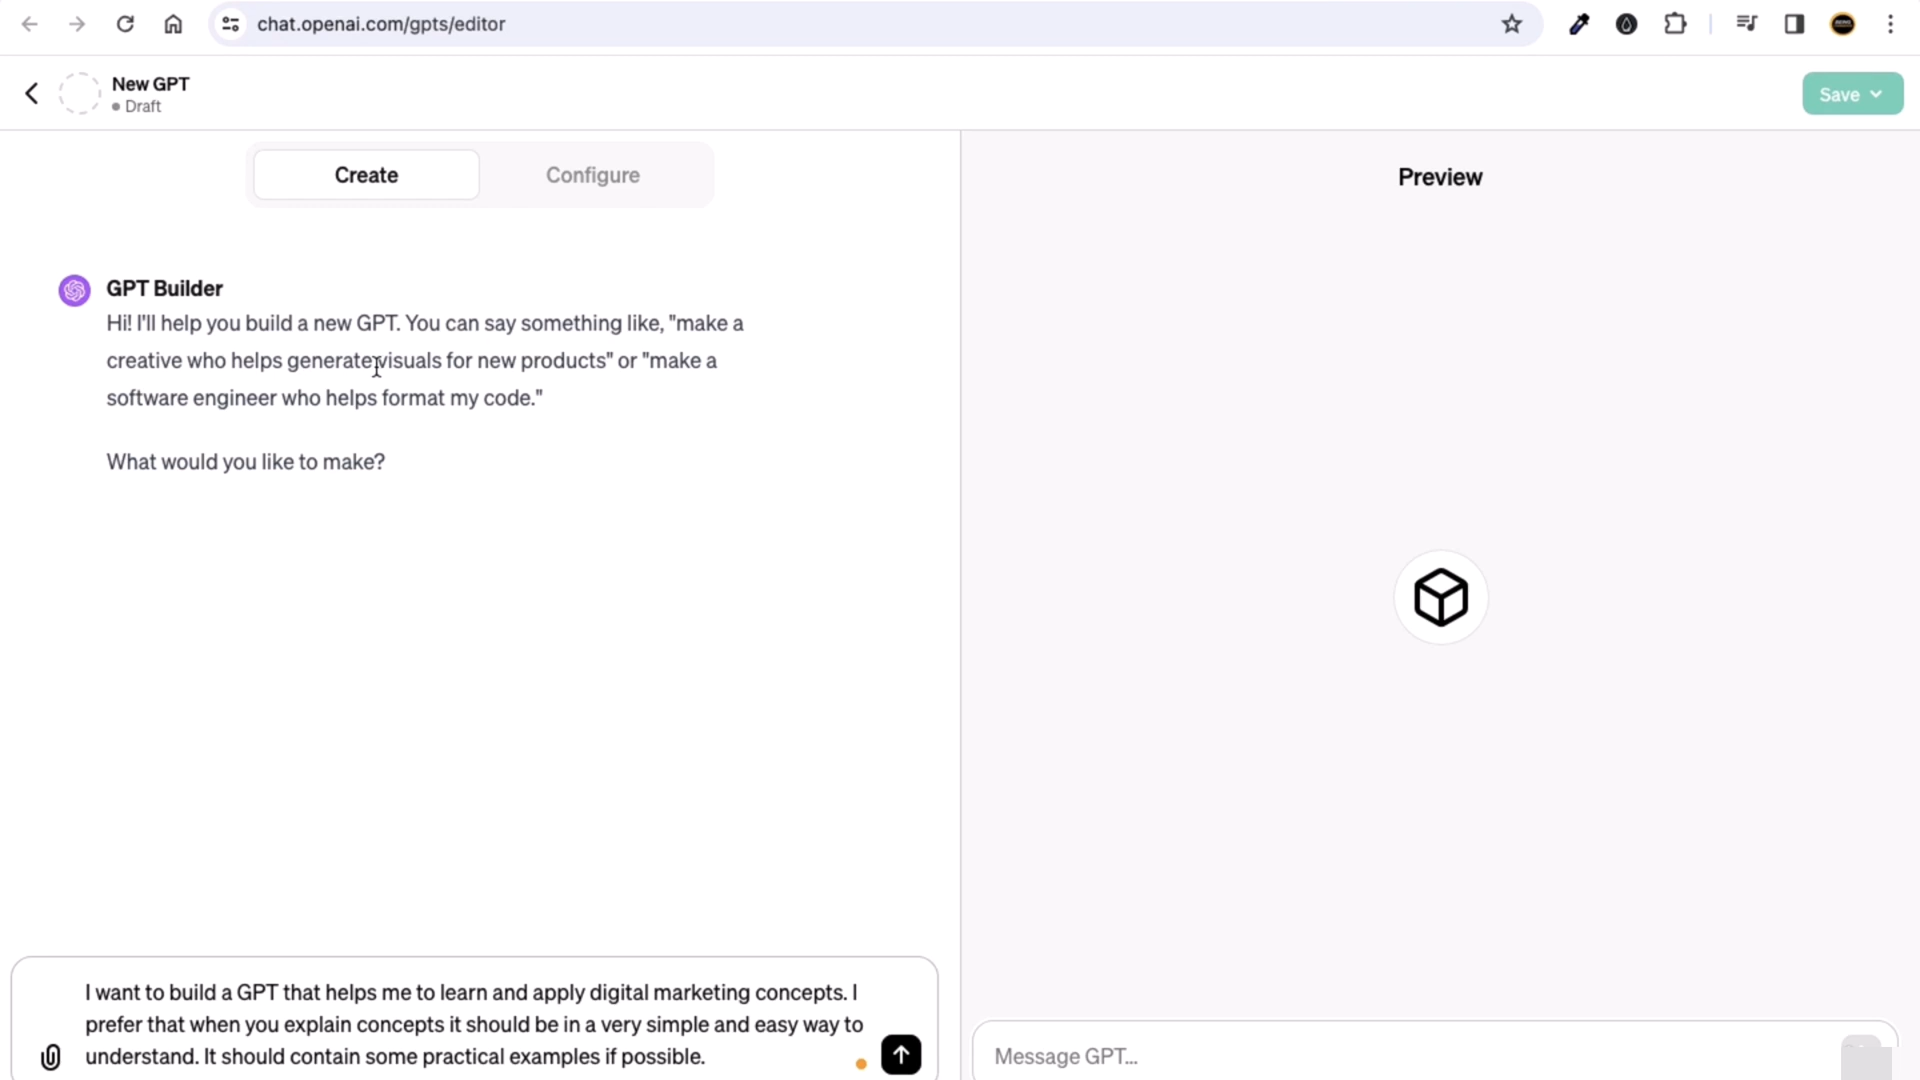 chat.openai.com/gpts/editor
New GPT
Draft
Save
Create
Configure
Preview
GPT Builder
Hi! I'll help you build a new GPT. You can say something like, "make a
creative who helps generate visuals for new products" or "make a
software engineer who helps format my code."
What would you like to make?
I want to build a GPT that helps me to learn and apply digital marketing concepts. I
prefer that when you explain concepts it should be in a very simple and easy way to
understand. It should contain some practical examples if possible.
Message GPT...